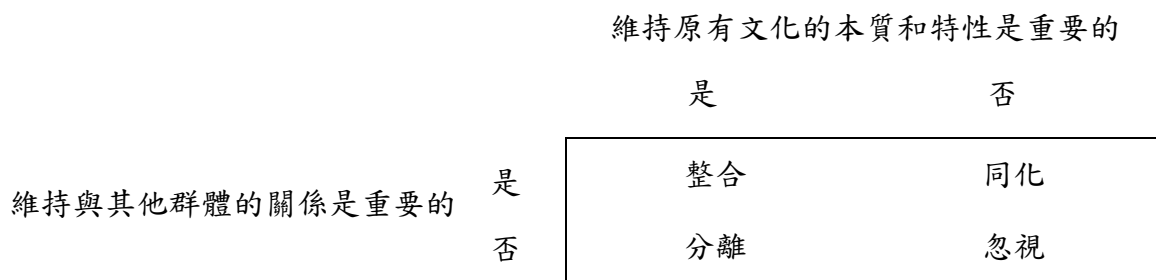 維持原有文化的本質和特性是重要的
是 否
維持與其他群體的關係是重要的
是 整合 同化
否 分離 忽視